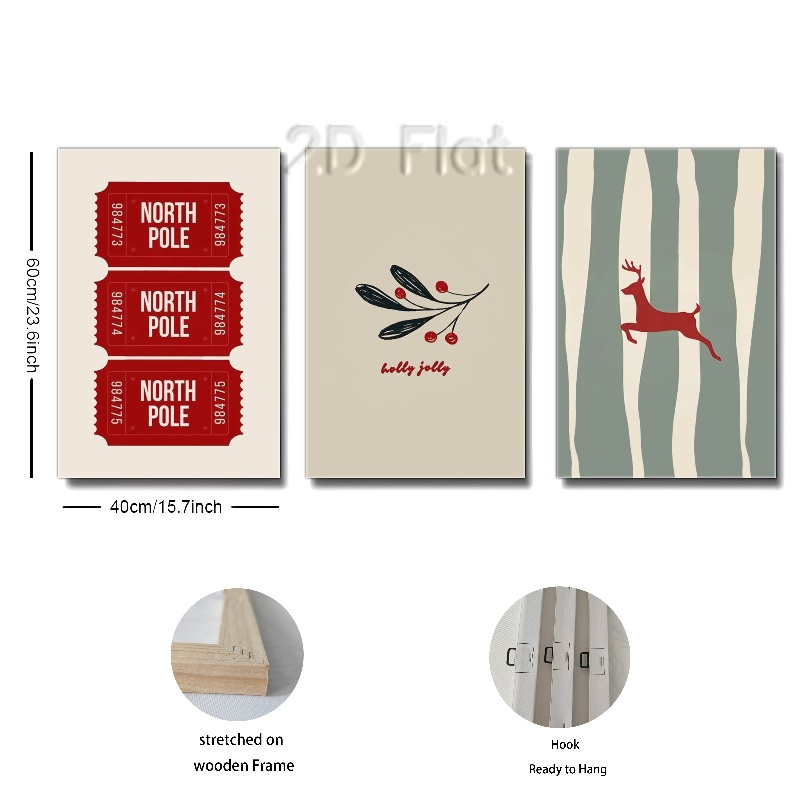 2D Flat
984773
NORTH
POLE
984773
984774
NORTH
POLE
984774
984775
NORTH
POLE
984775
holly jolly
60cm/23.6inch
40cm/15.7inch
stretched on
wooden Frame
Hook
Ready to Hang